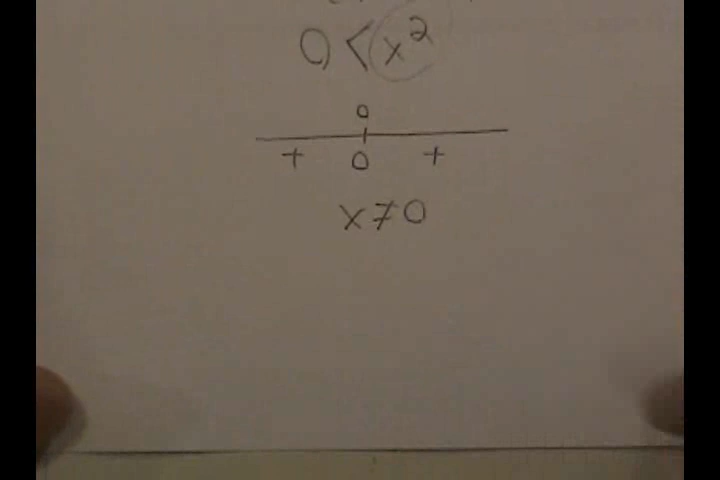 0 < x²
0
+ 0 +
x ≠ 0